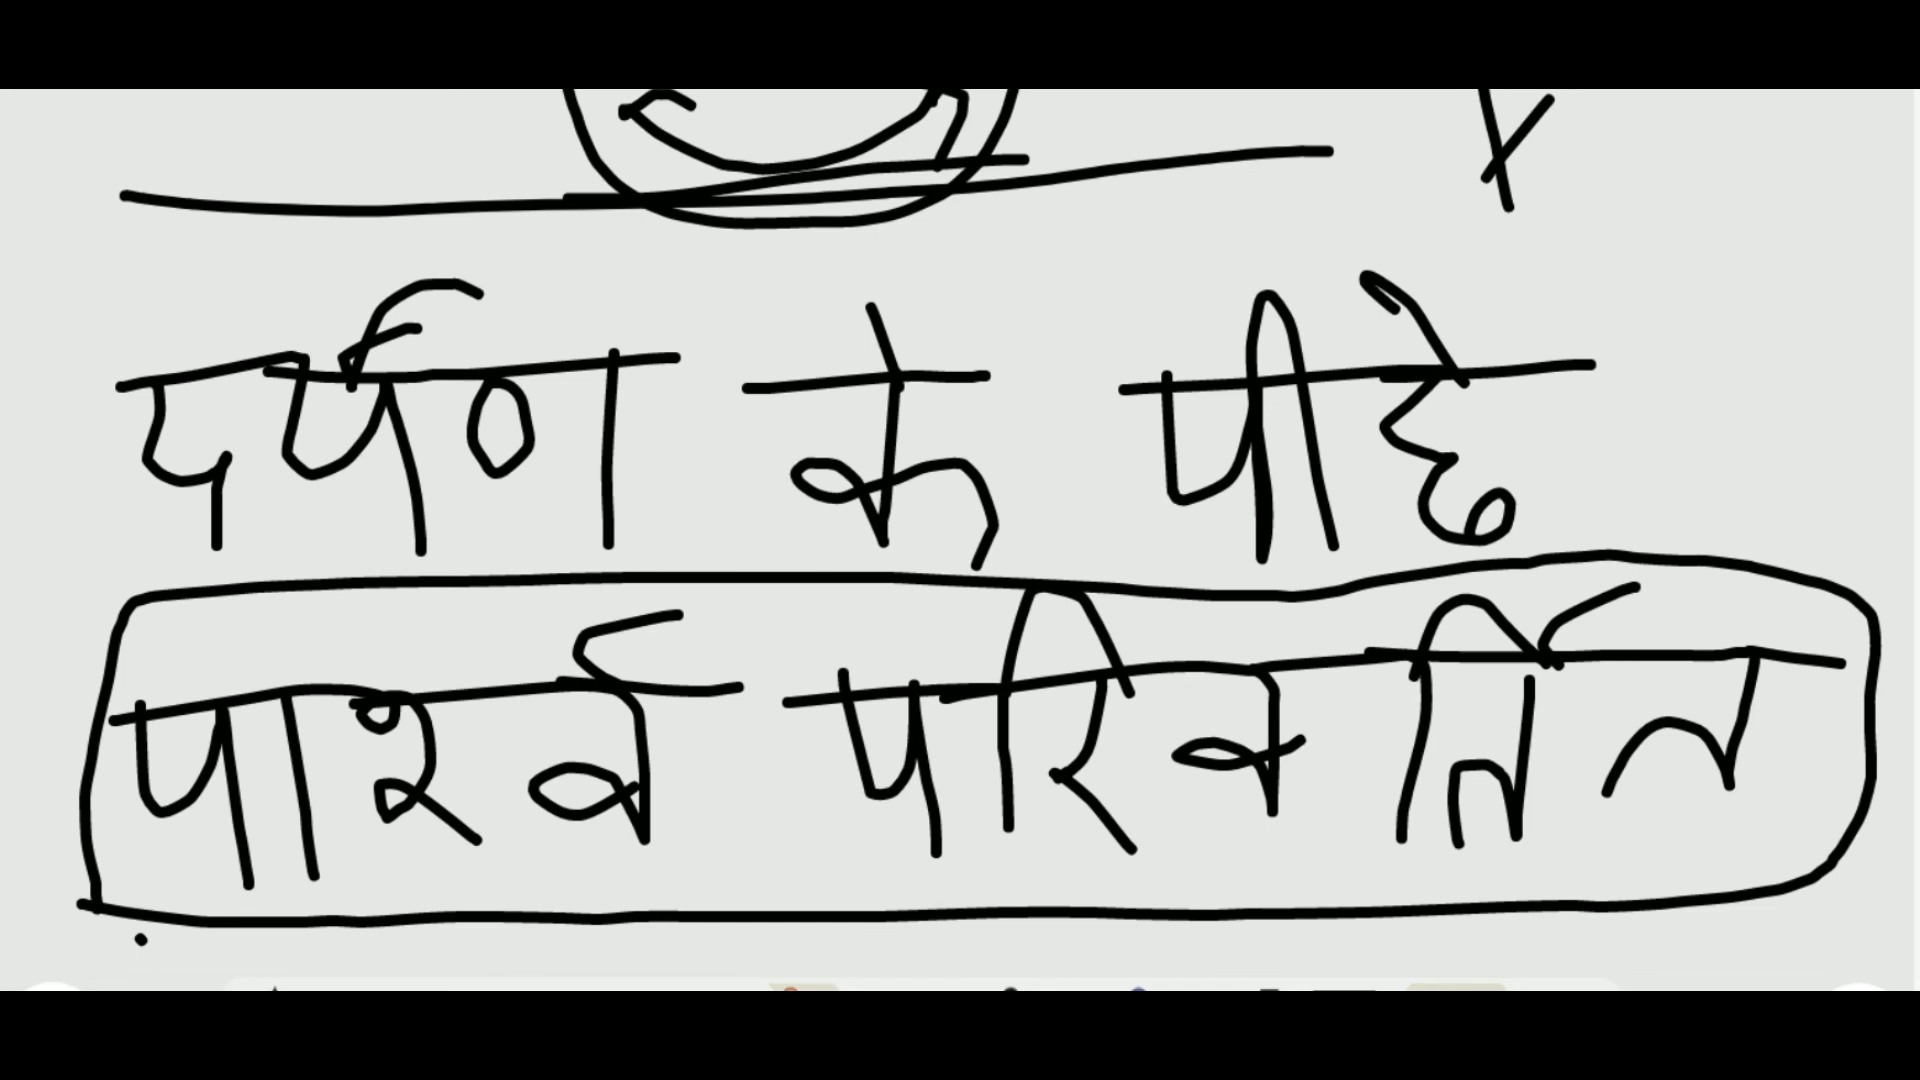 दर्पण के पीछे
पार्श्व परिवर्तित